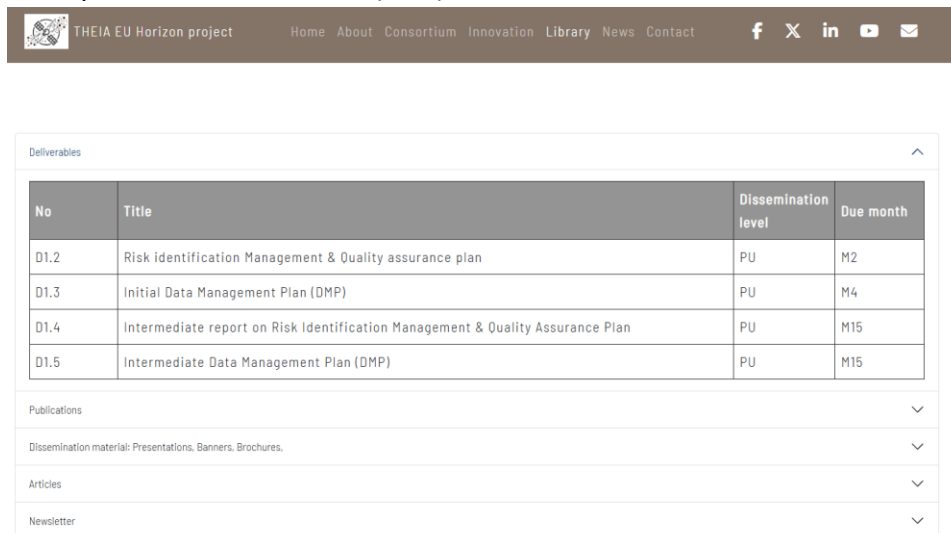 THEIA EU Horizon project Home About Consortium Innovation Library News Contact
Deliverables
No Title Dissemination level Due month
D1.2 Risk identification Management & Quality assurance plan PU M2
D1.3 Initial Data Management Plan (DMP) PU M4
D1.4 Intermediate report on Risk Identification Management & Quality Assurance Plan PU M15
D1.5 Intermediate Data Management Plan (DMP) PU M15
Publications
Dissemination material: Presentations, Banners, Brochures,
Articles
Newsletter